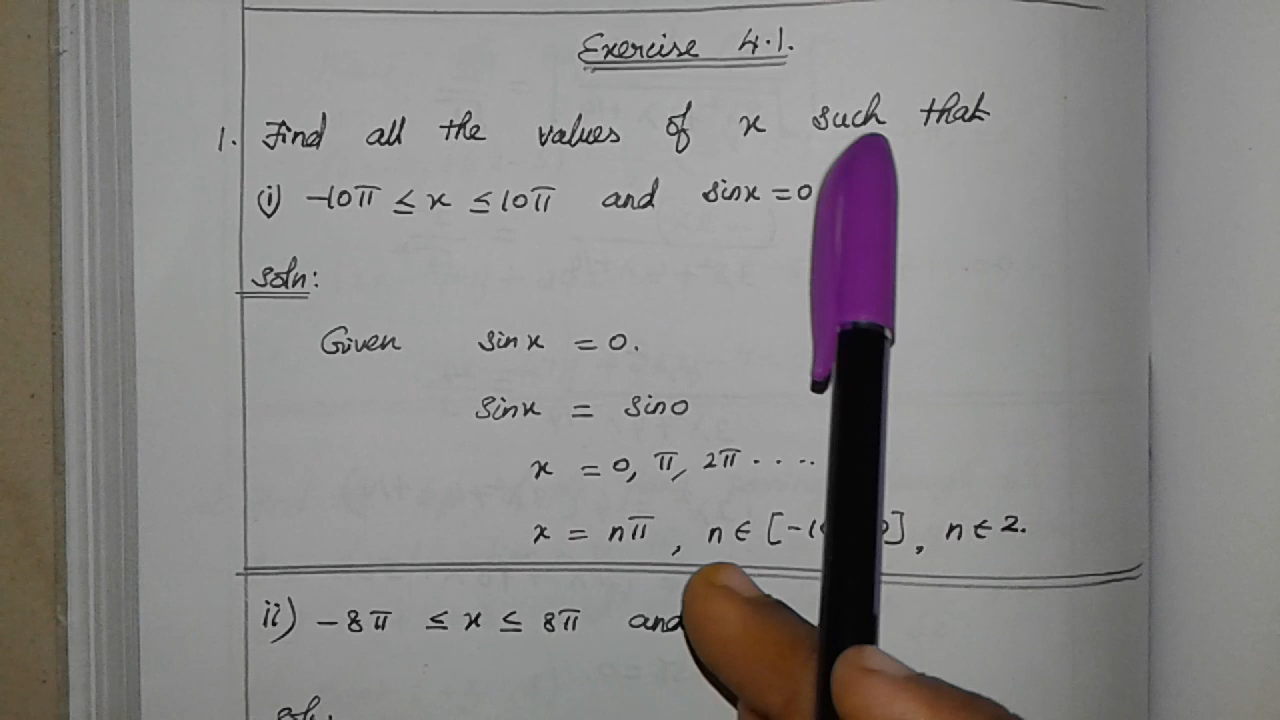 Exercise 4.1.
1. Find all the values of x such that
(i) -10π ≤ x ≤ 10π and sinx = 0
Soln:
Given sinx = 0.
sinx = sin0
x = 0, π, 2π ....
x = nπ, n ∈ [-1 0], n ∈ Z.
ii) -8π ≤ x ≤ 8π and